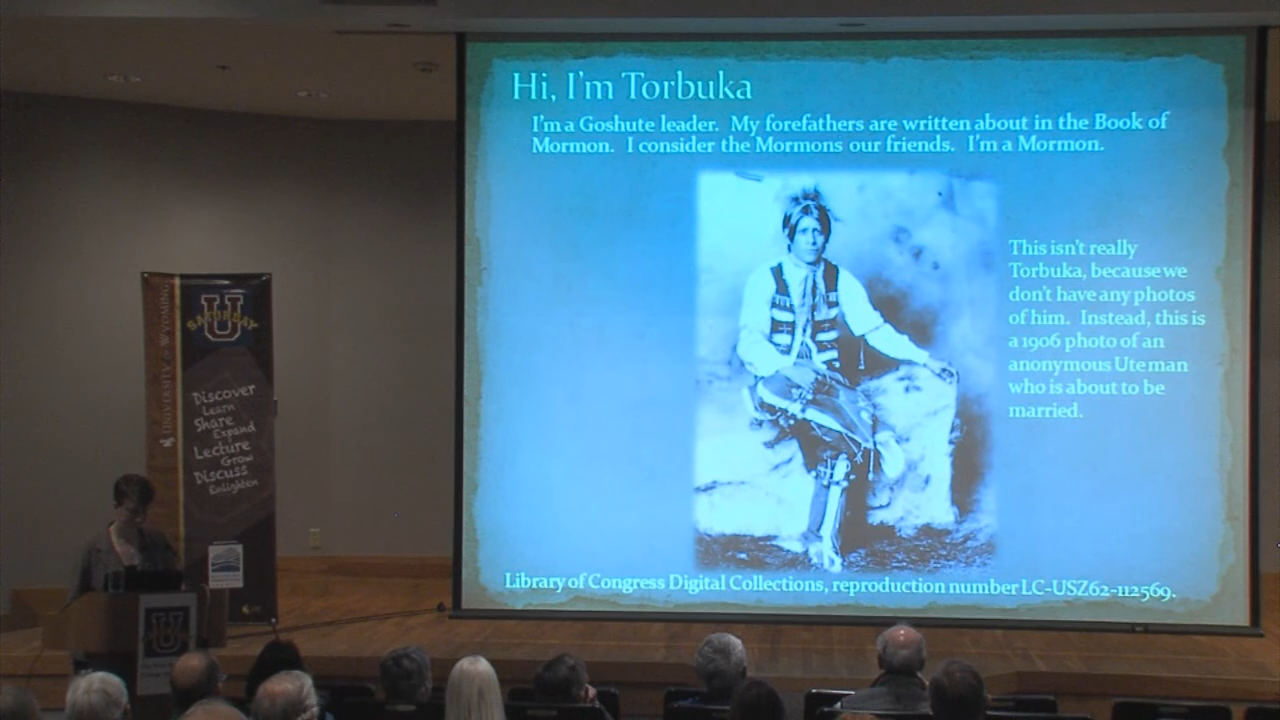 Hi, I'm Torbuka
I'm a Goshute leader. My forefathers are written about in the Book of
Mormon. I consider the Mormons our friends. I'm a Mormon.
This isn't really
Torbuka, because we
don't have any photos
of him. Instead, this is
a 1906 photo of an
anonymous Ute man
who is about to be
married.
Library of Congress Digital Collections, reproduction number LC-USZ62-112569.
UNIVERSITY of WYOMING
U
SATURDAY
Discover
Learn
Share
Expand
Lecture
Grow
Discuss
Enlighten
U